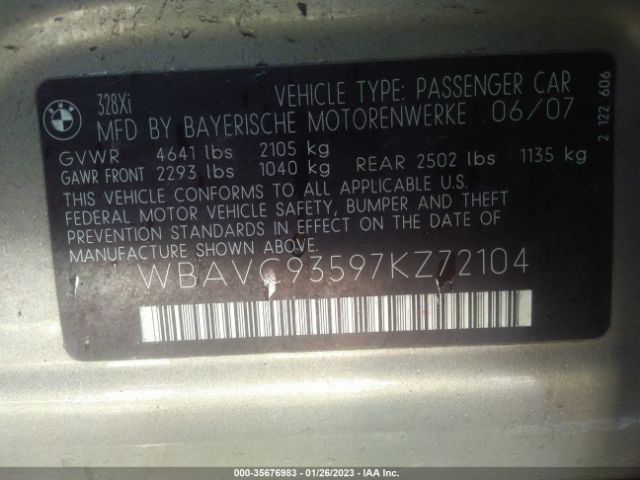 BMW
328Xi
VEHICLE TYPE: PASSENGER CAR
MFD BY BAYERISCHE MOTORENWERKE 06/07
GVWR 4641 lbs 2105 kg
GAWR FRONT 2293 lbs 1040 kg REAR 2502 lbs 1135 kg
THIS VEHICLE CONFORMS TO ALL APPLICABLE U.S.
FEDERAL MOTOR VEHICLE SAFETY, BUMPER AND THEFT
PREVENTION STANDARDS IN EFFECT ON THE DATE OF
MANUFACTURE SHOWN ABOVE.
WBAVC93597KZ72104
2 122 606
000-35676983 - 01/26/2023 - IAA Inc.